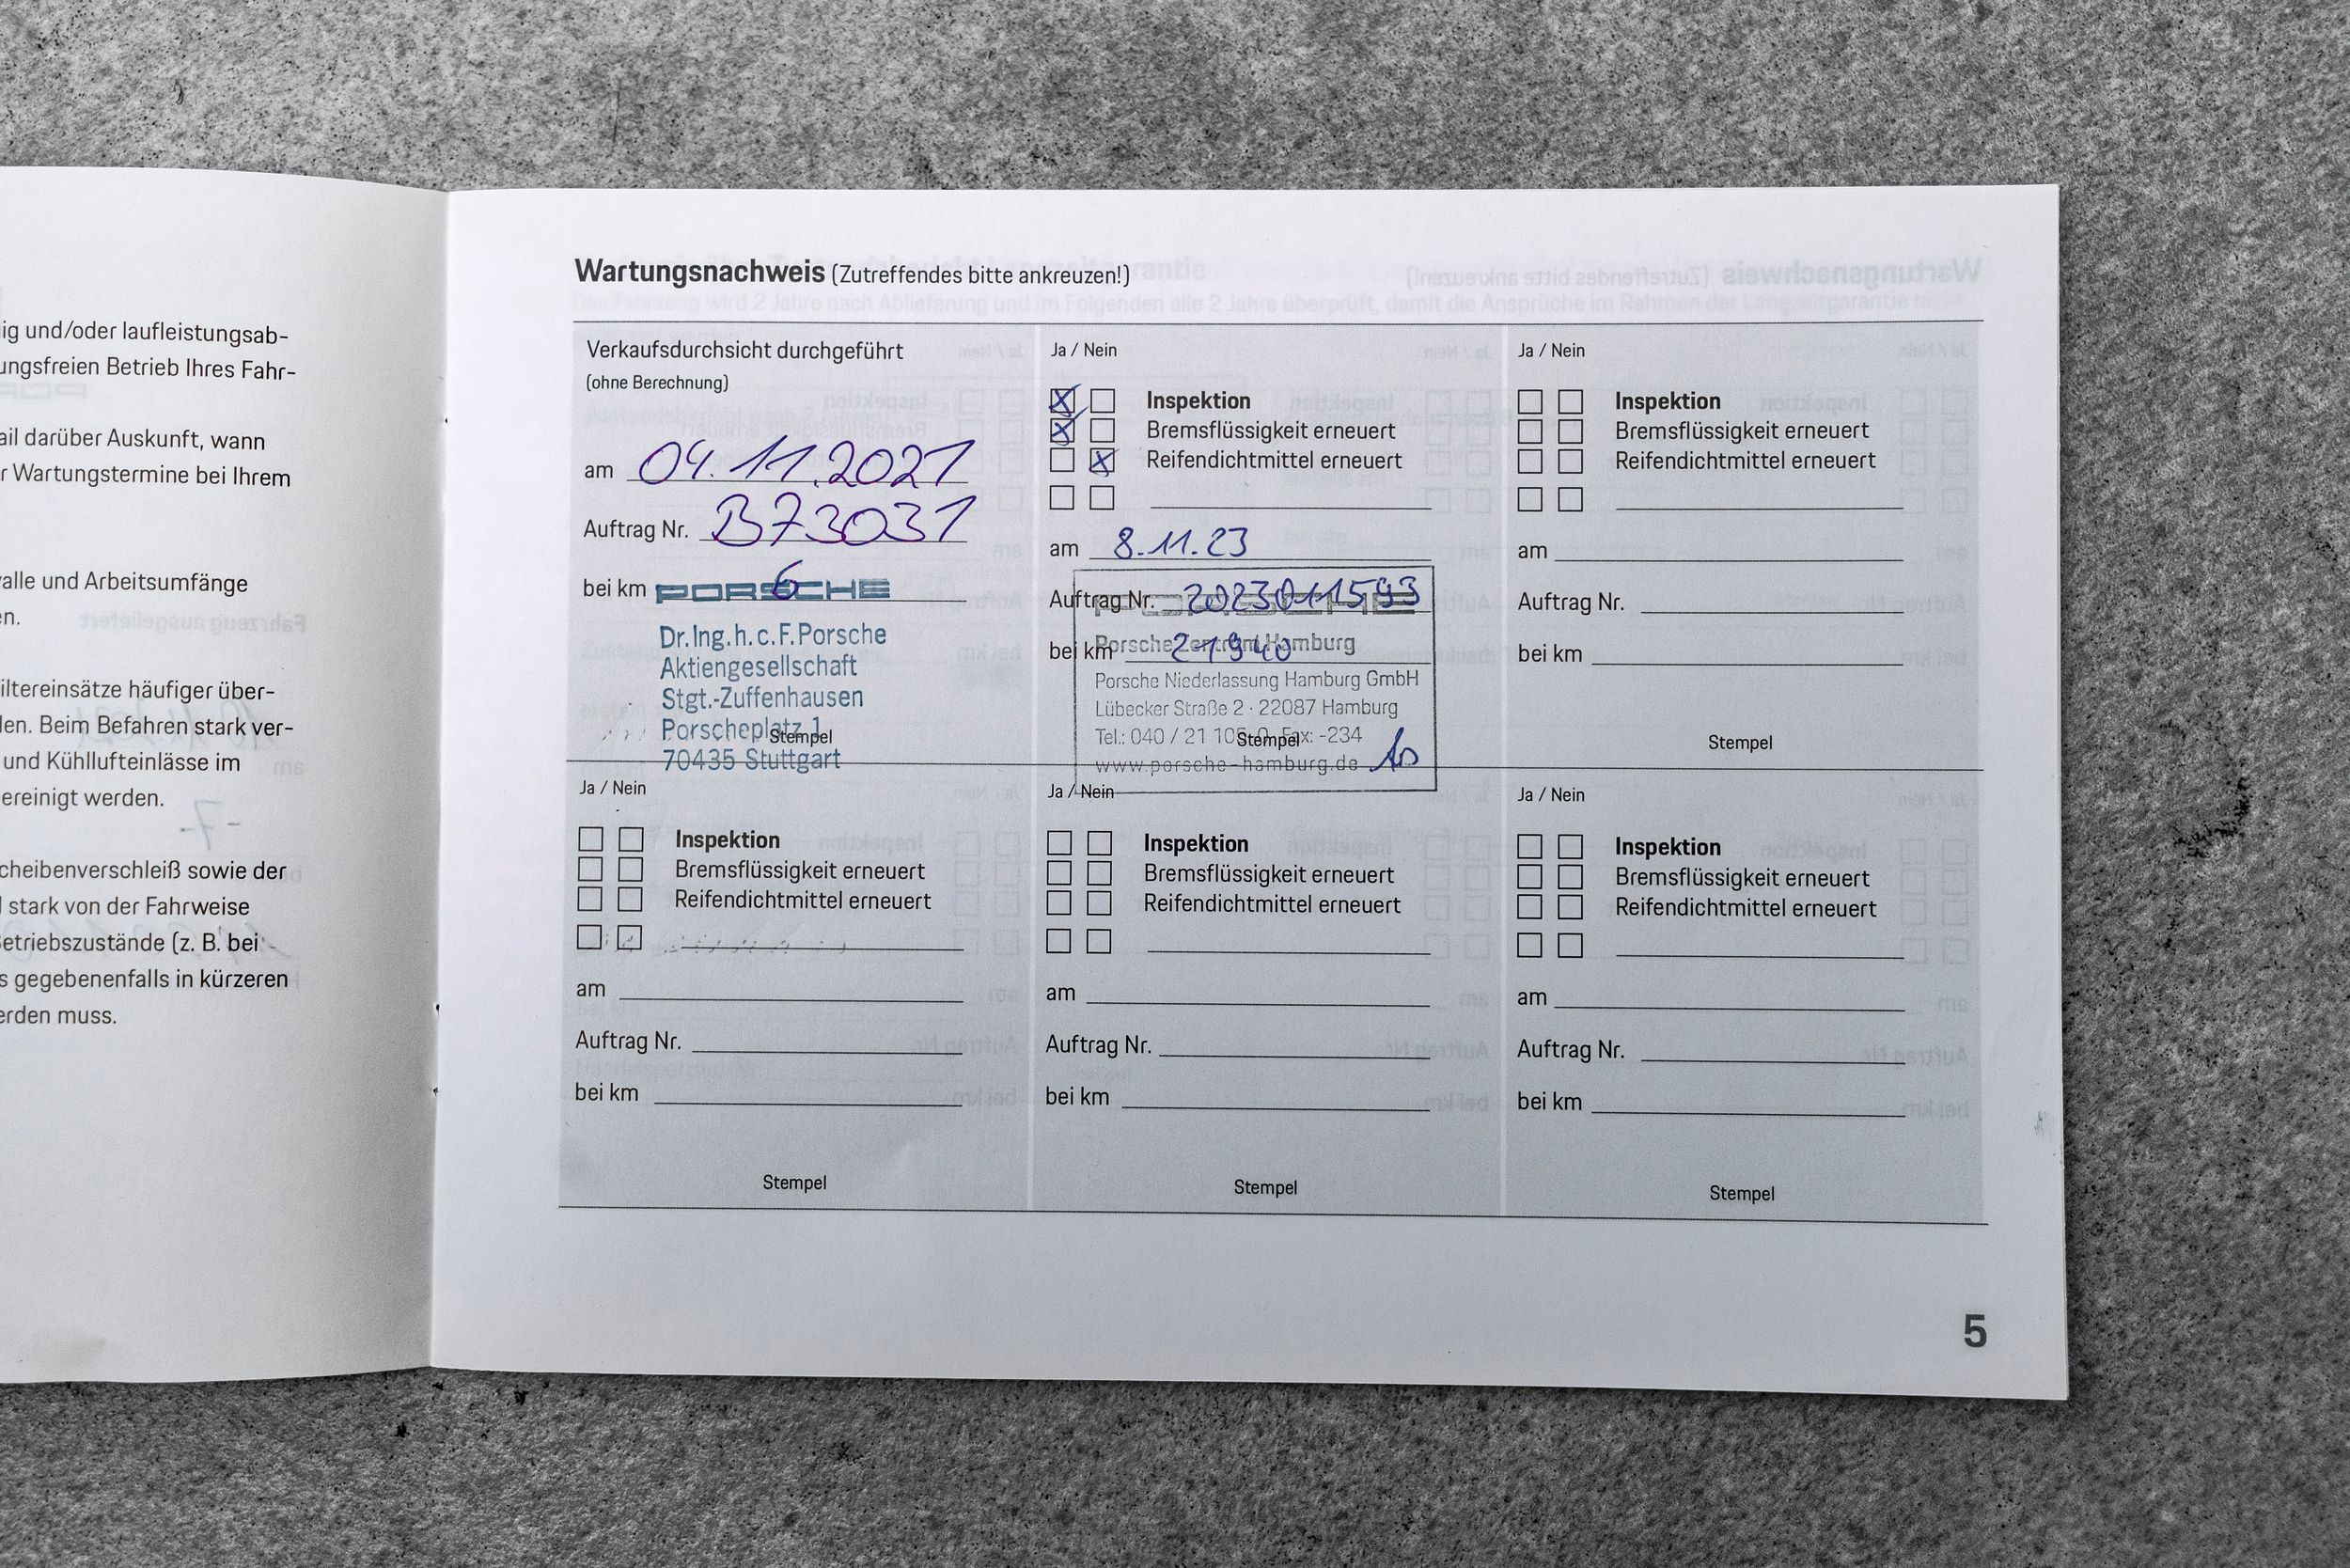 ig und/oder laufleistungsab-
ungsfreien Betrieb Ihres Fahr-
ail darüber Auskunft, wann
r Wartungstermine bei Ihrem
valle und Arbeitsumfänge
en.
iltereinsätze häufiger über-
len. Beim Befahren stark ver-
und Kühllufteinlässe im
ereinigt werden.
cheibenverschleiß sowie der
stark von der Fahrweise
Betriebszustände (z. B. bei
s gegebenenfalls in kürzeren
erden muss.
Wartungsnachweis (Zutreffendes bitte ankreuzen!)
Verkaufsdurchsicht durchgeführt
(ohne Berechnung)
am 04.11.2021
Auftrag Nr. B73031
bei km 6
PORSCHE
Dr.Ing.h.c.F.Porsche
Aktiengesellschaft
Stgt.-Zuffenhausen
Porscheplatz 1
Stempel
70435 Stuttgart
Ja / Nein
X Inspektion
X Bremsflüssigkeit erneuert
X Reifendichtmittel erneuert
am 8.11.23
Auftrag Nr.
PORSCHE
bei km 21940
Porsche Zentrum Hamburg
Porsche Niederlassung Hamburg GmbH
Lübecker Straße 2 · 22087 Hamburg
Tel.: 040 / 21 105-0 Fax: -234
Stempel
www.porsche-hamburg.de
Ja / Nein
Inspektion
Bremsflüssigkeit erneuert
Reifendichtmittel erneuert
am
Auftrag Nr.
bei km
Stempel
Ja / Nein
Inspektion
Bremsflüssigkeit erneuert
Reifendichtmittel erneuert
am
Auftrag Nr.
bei km
Stempel
Ja / Nein
Inspektion
Bremsflüssigkeit erneuert
Reifendichtmittel erneuert
am
Auftrag Nr.
bei km
Stempel
Ja / Nein
Inspektion
Bremsflüssigkeit erneuert
Reifendichtmittel erneuert
am
Auftrag Nr.
bei km
Stempel
5